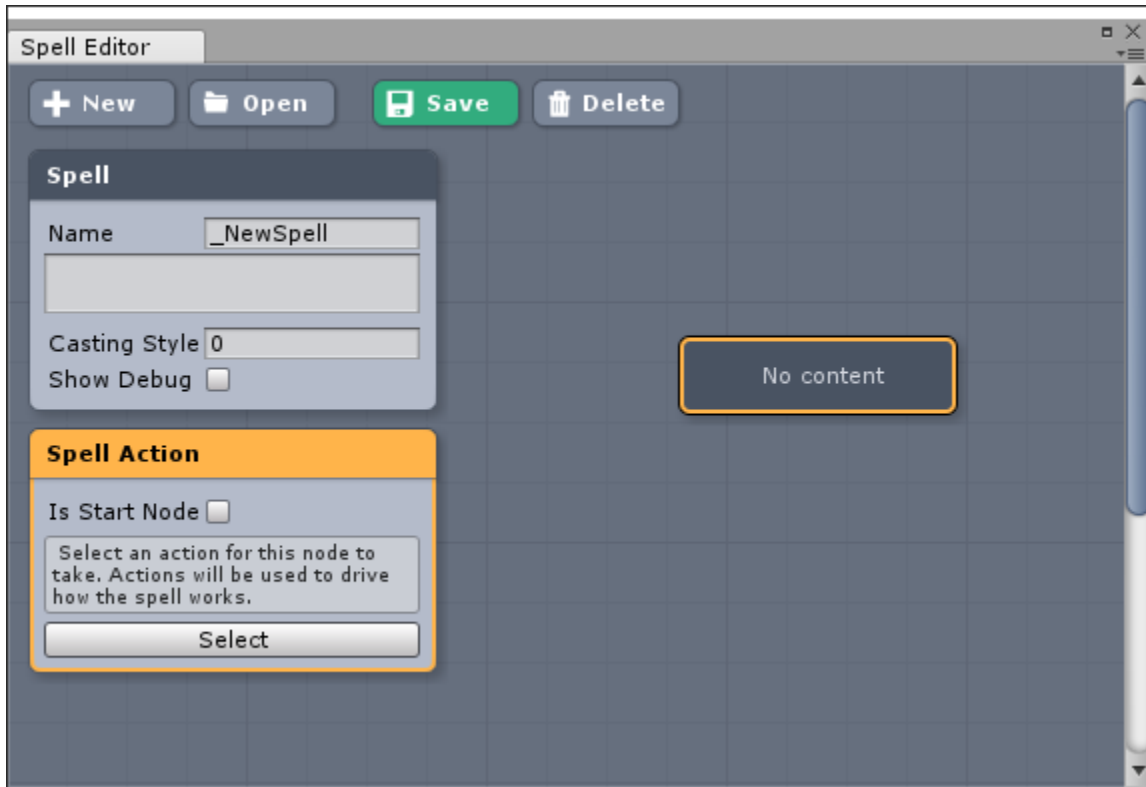 Spell Editor
New Open Save Delete
Spell
Name _NewSpell
Casting Style 0
Show Debug
No content
Spell Action
Is Start Node
Select an action for this node to
take. Actions will be used to drive
how the spell works.
Select